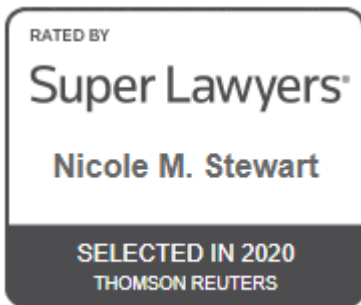 RATED BY
Super Lawyers®
Nicole M. Stewart
SELECTED IN 2020
THOMSON REUTERS